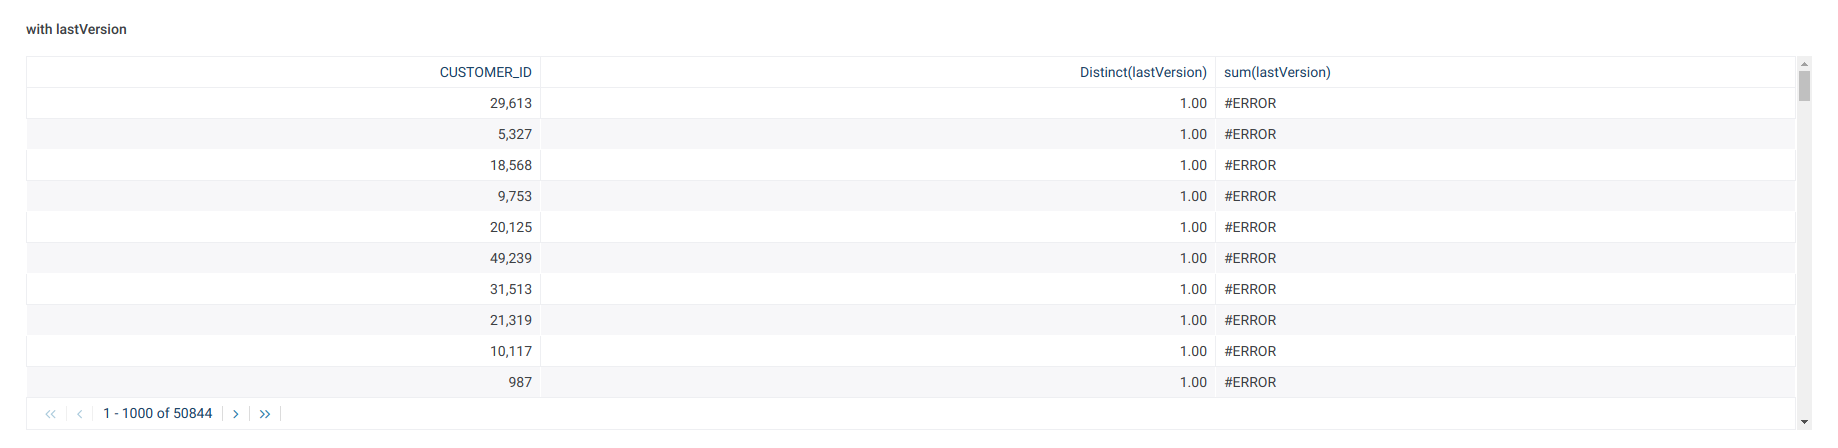 with lastVersion
CUSTOMER_ID Distinct(lastVersion) sum(lastVersion)
29,613 1.00 #ERROR
5,327 1.00 #ERROR
18,568 1.00 #ERROR
9,753 1.00 #ERROR
20,125 1.00 #ERROR
49,239 1.00 #ERROR
31,513 1.00 #ERROR
21,319 1.00 #ERROR
10,117 1.00 #ERROR
987 1.00 #ERROR
1 - 1000 of 50844